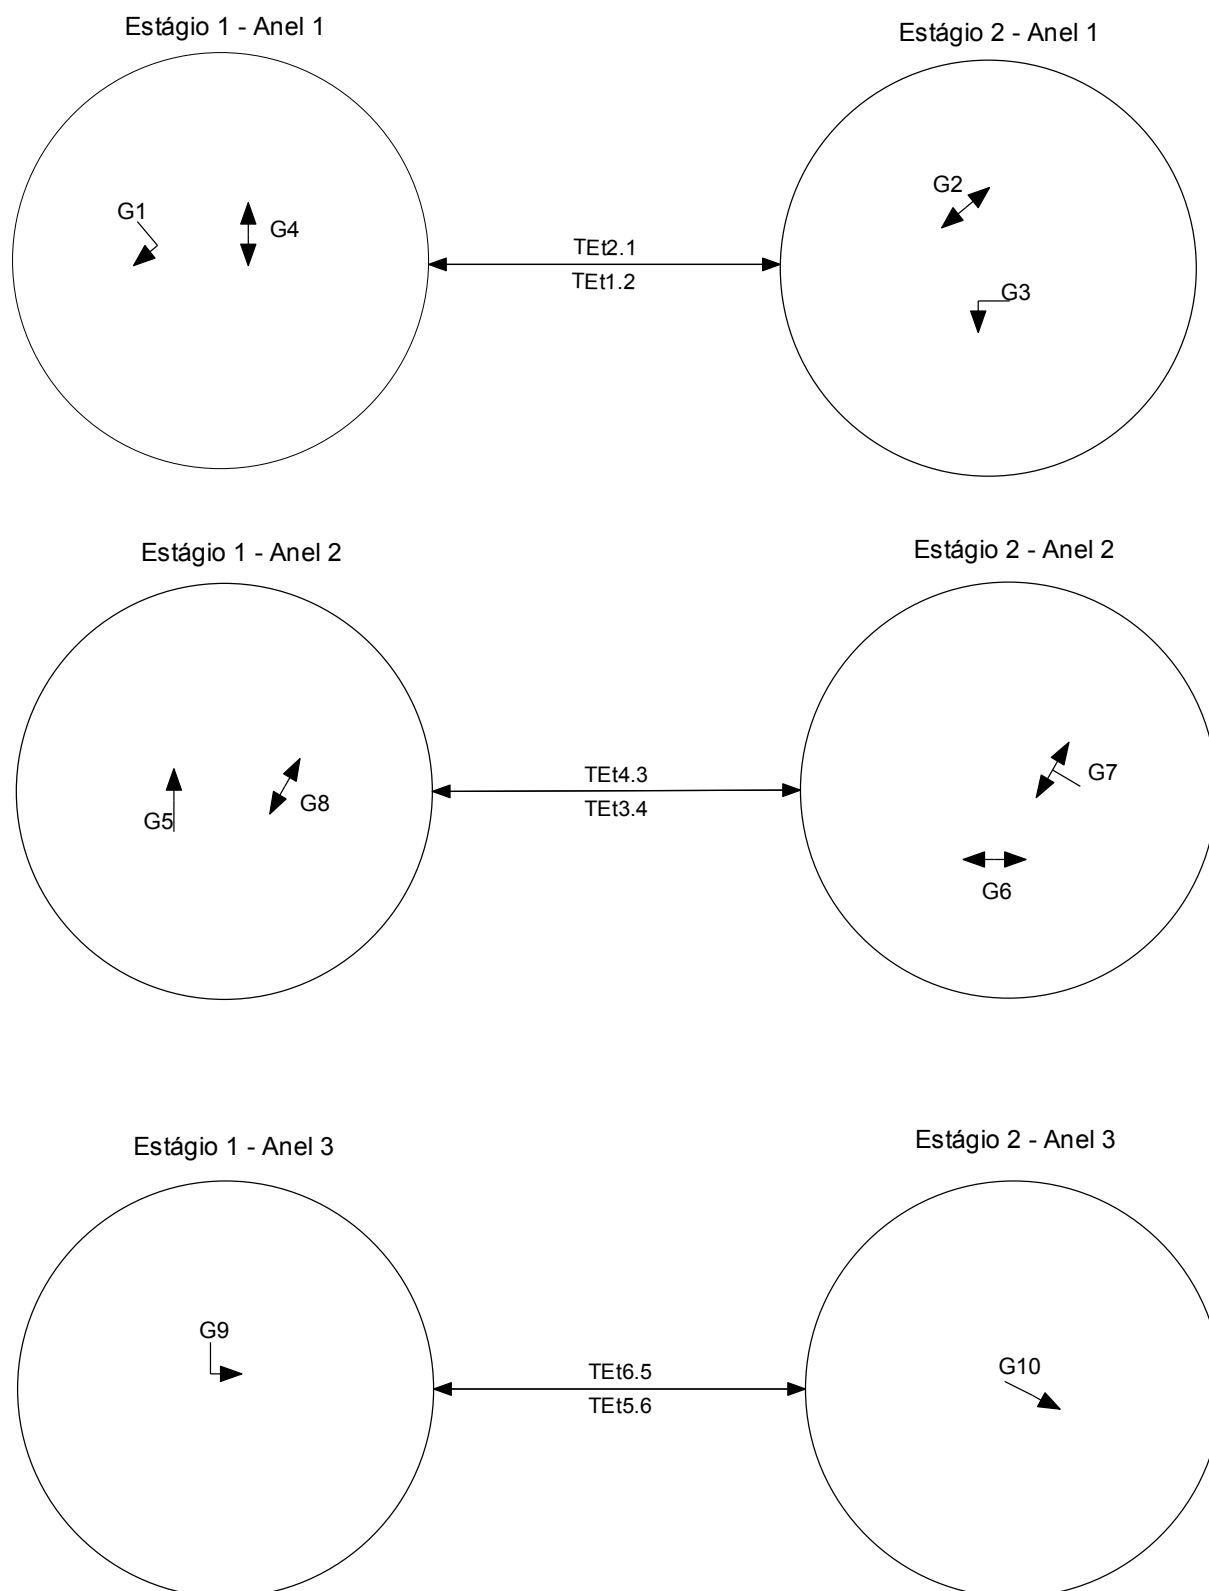 Estágio 1 - Anel 1
Estágio 2 - Anel 1
G1
G4
G2
G3
TEt2.1
TEt1.2
Estágio 1 - Anel 2
Estágio 2 - Anel 2
G5
G8
G7
G6
TEt4.3
TEt3.4
Estágio 1 - Anel 3
Estágio 2 - Anel 3
G9
G10
TEt6.5
TEt5.6